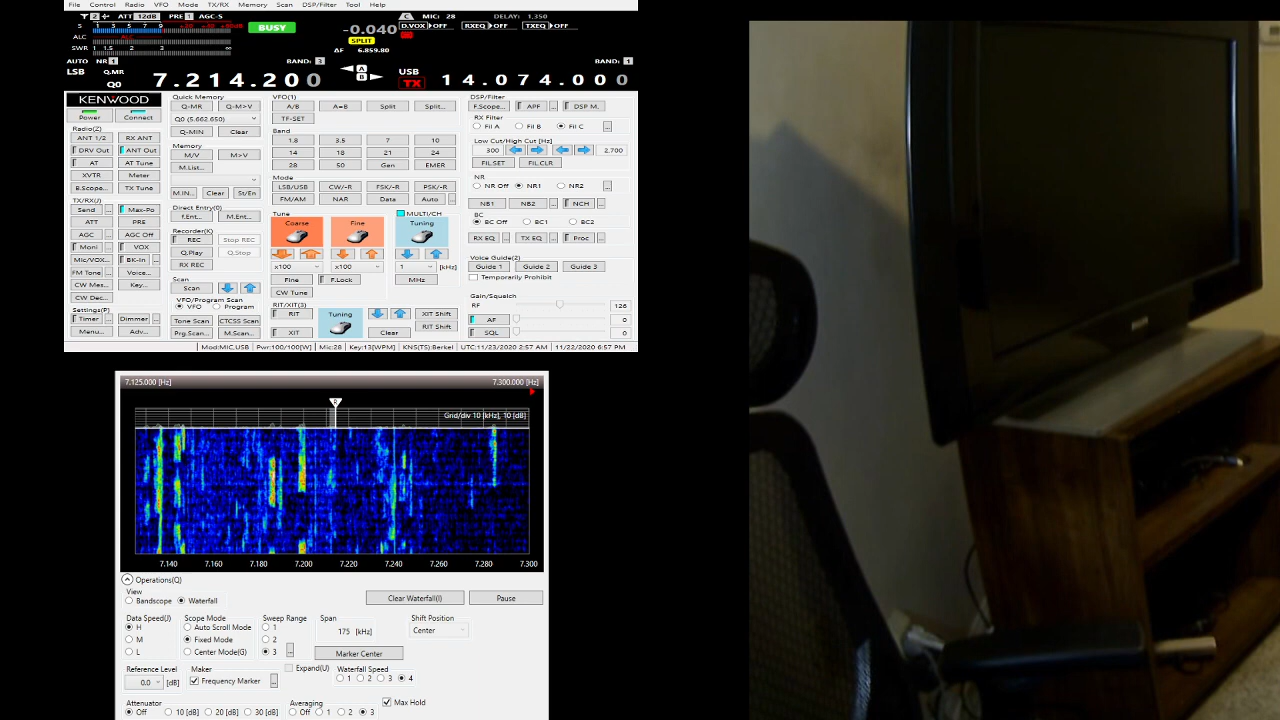 File Control Radio VFO Mode TX/RX Memory Scan DSP/Filter Tool Help
2 ATT 12dB PRE 1 AGC-S
S 1 3 5 7 9
ALC
SWR 1 1.5 2 3 ∞
BUSY
-0.040
SPLIT
ΔF 6.859.80
C MIC: 28 DELAY: 1,350
D.VOX OFF RXEQ OFF TXEQ OFF
AUTO NR 1 BAND: 3 BAND: 1
LSB Q.MR Q0 7.214.200 A B USB TX 14.074.000
KENWOOD
Power Connect
Radio(Z)
ANT 1/2 RX ANT
DRV Out ANT Out
AT AT Tune
XVTR Meter
B.Scope... TX Tune
TX/RX(J)
Send ... Max-Po
ATT PRE
AGC ... AGC Off
Moni VOX
Mic/VOX... BK-In
FM Tone ... Voice...
CW Mes... Key...
CW Dec...
Settings(P)
Timer ... Dimmer ...
Menu... Adv...
Quick Memory
Q-MR Q-M>V
Q0 (5.662.650)
Q-MIN Clear
Memory
M/V M>V
M.List...
M.IN... Clear St/En
Direct Entry(0)
f.Ent... M.Ent...
Recorder(K)
REC Stop REC
Q.Play Q.Stop
RX REC
Scan
Scan
VFO/Program Scan
VFO Program
Tone Scan CTCSS Scan
Prg.Scan... M.Scan...
VFO(1)
A/B A=B Split Split...
TF-SET
Band
1.8 3.5 7 10
14 18 21 24
28 50 Gen EMER
Mode
LSB/USB CW/-R FSK/-R PSK/-R
FM/AM NAR Data Auto ...
Tune MULTI/CH
Coarse Fine Tuning
x100 x100 1 [kHz]
Fine F.Lock MHz
CW Tune
RIT/XIT(3)
RIT Tuning XIT Shift
XIT Clear RIT Shift
DSP/Filter
F.Scope... APF ... DSP M.
RX Filter
Fil A Fil B Fil C ...
Low Cut/High Cut [Hz]
300 2,700
FIL.SET FIL.CLR
NR
NR Off NR1 NR2 ...
NB1 NB2 ... NCH ...
BC
BC Off BC1 BC2
RX EQ ... TX EQ ... Proc ...
Voice Guide(2)
Guide 1 Guide 2 Guide 3
Temporarily Prohibit
Gain/Squelch
RF 126
AF 0
SQL 0
Mod:MIC,USB Pwr:100/100[W] Mic:28 Key:13[WPM] KNS(TS):Berkel UTC:11/23/2020 2:57 AM 11/22/2020 6:57 PM
7.125.000 [Hz] 7.300.000 [Hz]
Grid/div 10 [kHz], 10 [dB]
7.140 7.160 7.180 7.200 7.220 7.240 7.260 7.280 7.300
Operations(Q)
View
Bandscope Waterfall
Clear Waterfall(I) Pause
Data Speed(J) Scope Mode Sweep Range Span Shift Position
H Auto Scroll Mode 1 175 [kHz] Center
M Fixed Mode 2
L Center Mode(G) 3 ... Marker Center
Reference Level Maker Expand(U) Waterfall Speed
0.0 [dB] Frequency Marker ... 1 2 3 4
Attenuator Averaging Max Hold
Off 10 [dB] 20 [dB] 30 [dB] Off 1 2 3